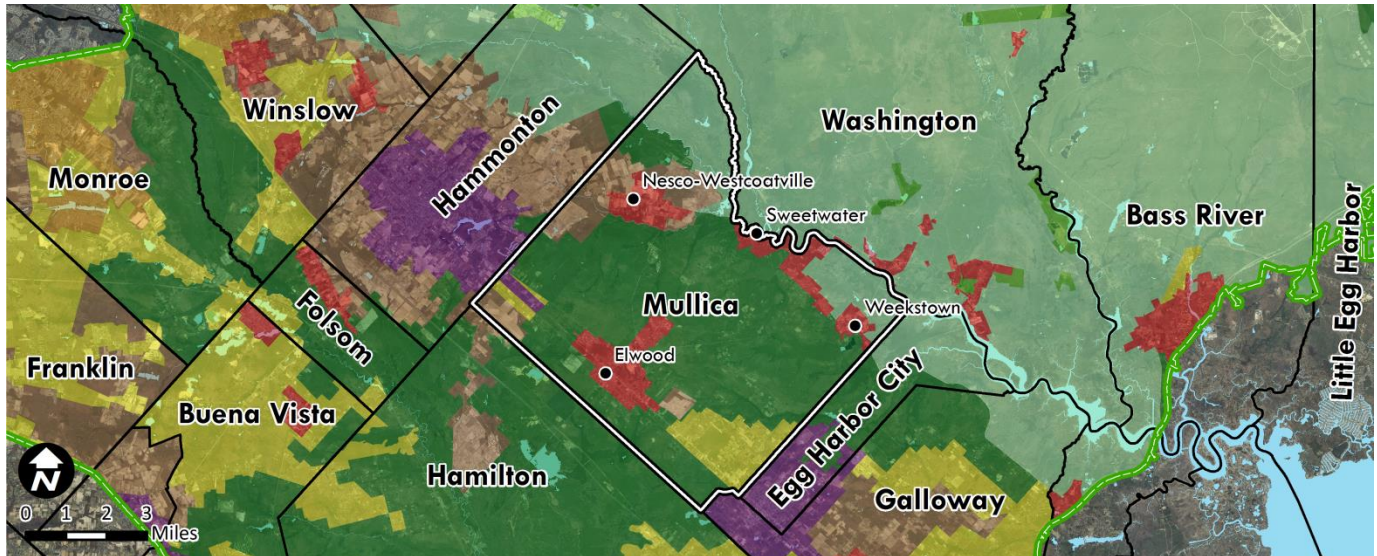 Winslow
Hammonton
Washington
Monroe
Nesco-Westcoatville
Sweetwater
Bass River
Little Egg Harbor
Folsom
Mullica
Weekstown
Elwood
Franklin
Buena Vista
Egg Harbor City
Hamilton
Galloway
N
0 1 2 3
Miles